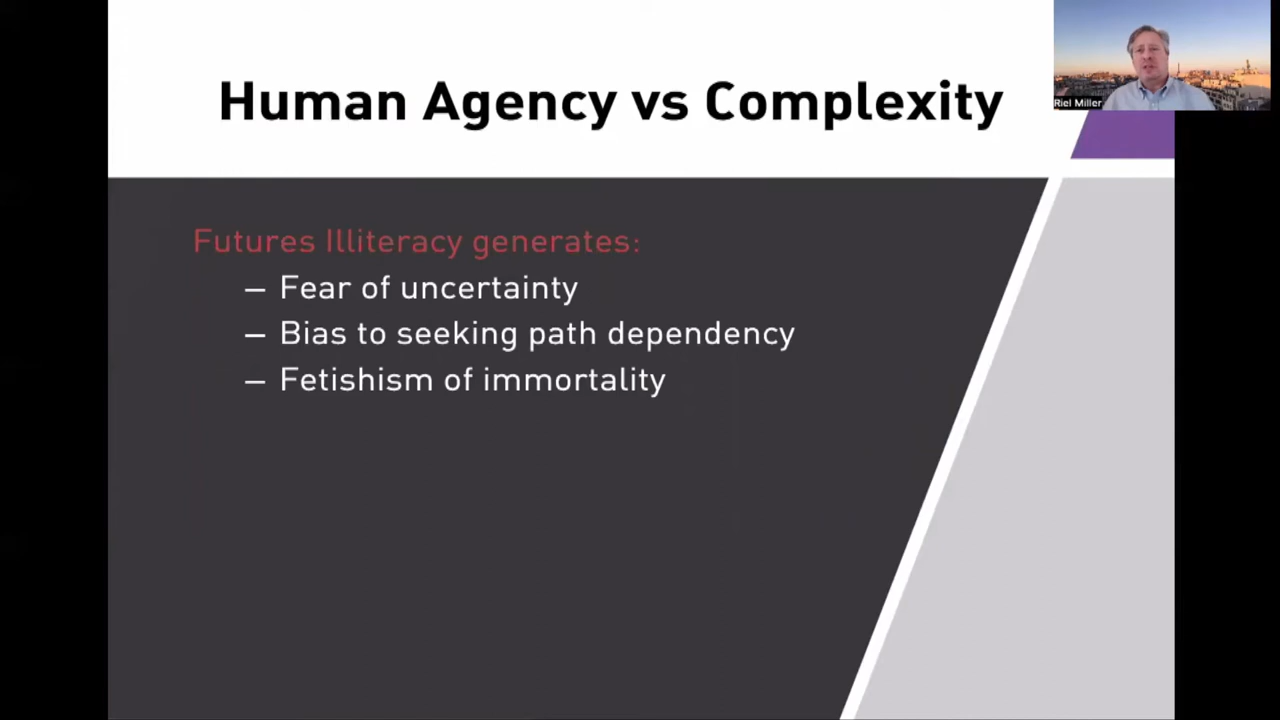 Human Agency vs Complexity
Riel Miller
Futures Illiteracy generates:
– Fear of uncertainty
– Bias to seeking path dependency
– Fetishism of immortality